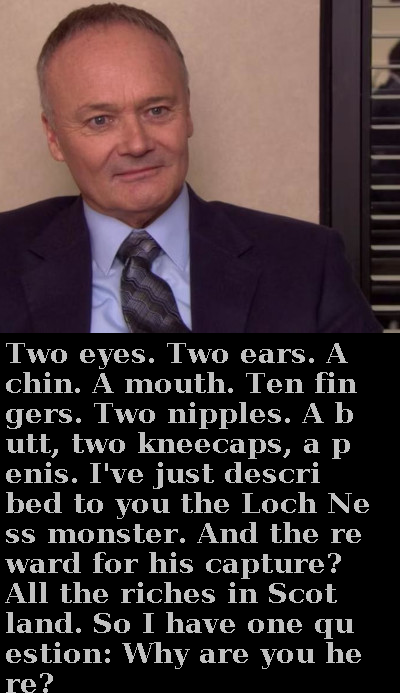 Two eyes. Two ears. A
chin. A mouth. Ten fin
gers. Two nipples. A b
utt, two kneecaps, a p
enis. I've just descri
bed to you the Loch Ne
ss monster. And the re
ward for his capture?
All the riches in Scot
land. So I have one qu
estion: Why are you he
re?